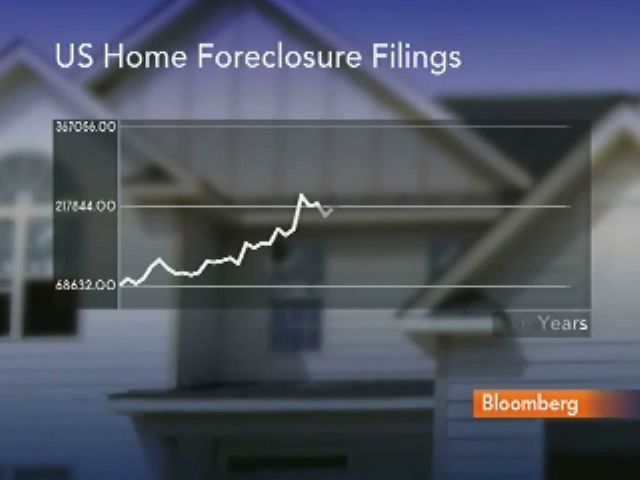 US Home Foreclosure Filings
367056.00
217844.00
68632.00
Years
Bloomberg